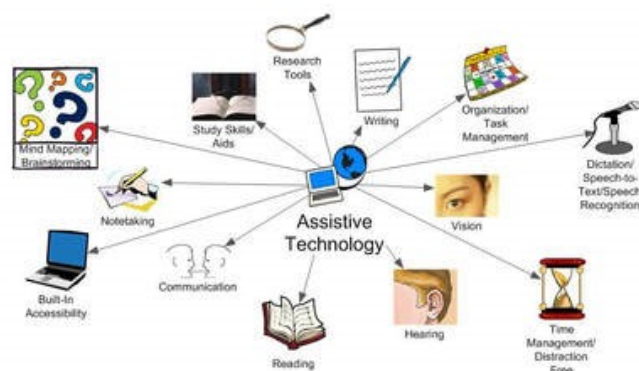 Research
Tools
Writing
Organization/
Task
Management
Dictation/
Speech-to-
Text/Speech
Recognition
Mind Mapping/
Brainstorming
Study Skills/
Aids
Notetaking
Vision
Assistive
Technology
Built-In
Accessibility
Communication
Reading
Hearing
Time
Management/
Distraction
Free